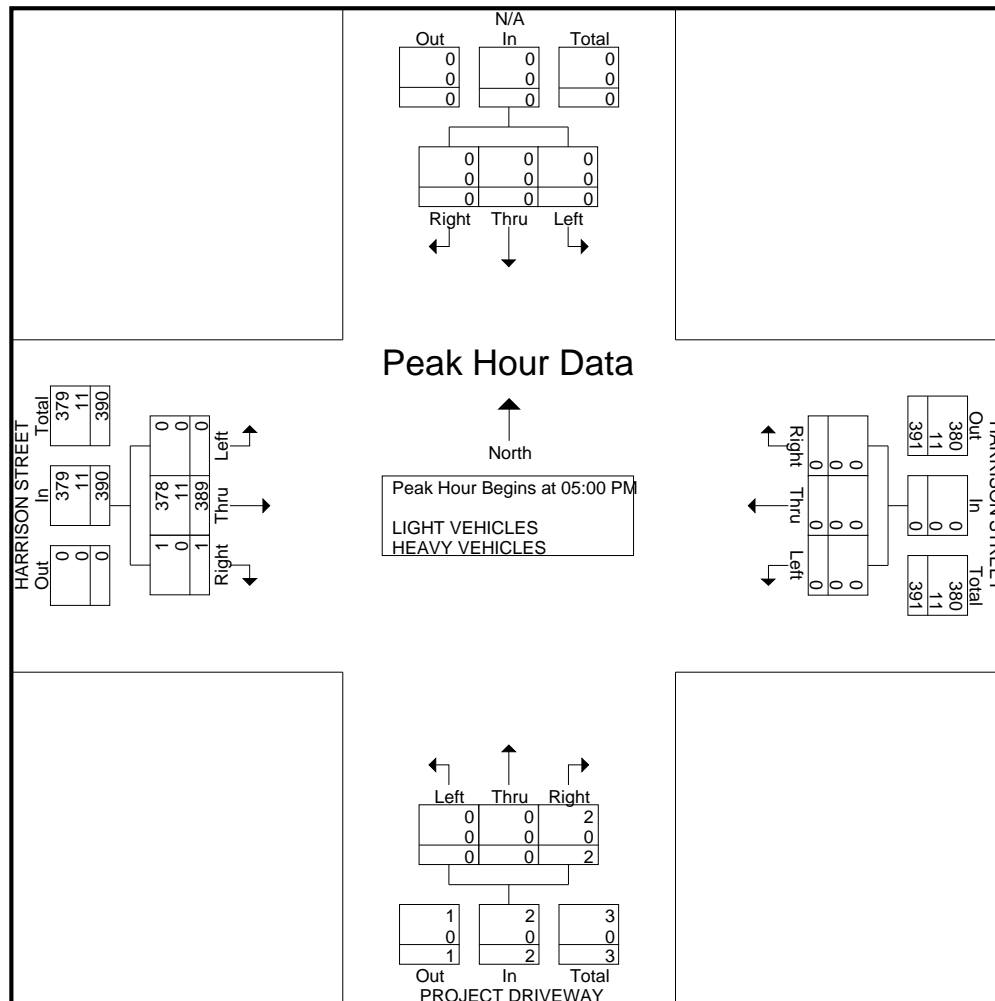 N/A
Out In Total
0 0 0
0 0 0
0 0 0
0 0 0
0 0 0
0 0 0
Right Thru Left
Peak Hour Data
North
Peak Hour Begins at 05:00 PM
LIGHT VEHICLES
HEAVY VEHICLES
HARRISON STREET
Out In Total
0 379 379
0 11 11
0 390 390
Left Thru Right
0 378 1
0 11 0
0 389 1
Right Thru Left
0 0 0
0 0 0
0 0 0
Out In Total
380 0 380
11 0 11
391 0 391
HARRISON STREET
Left Thru Right
0 0 2
0 0 0
0 0 2
1 2 3
0 0 0
1 2 3
Out In Total
PROJECT DRIVEWAY